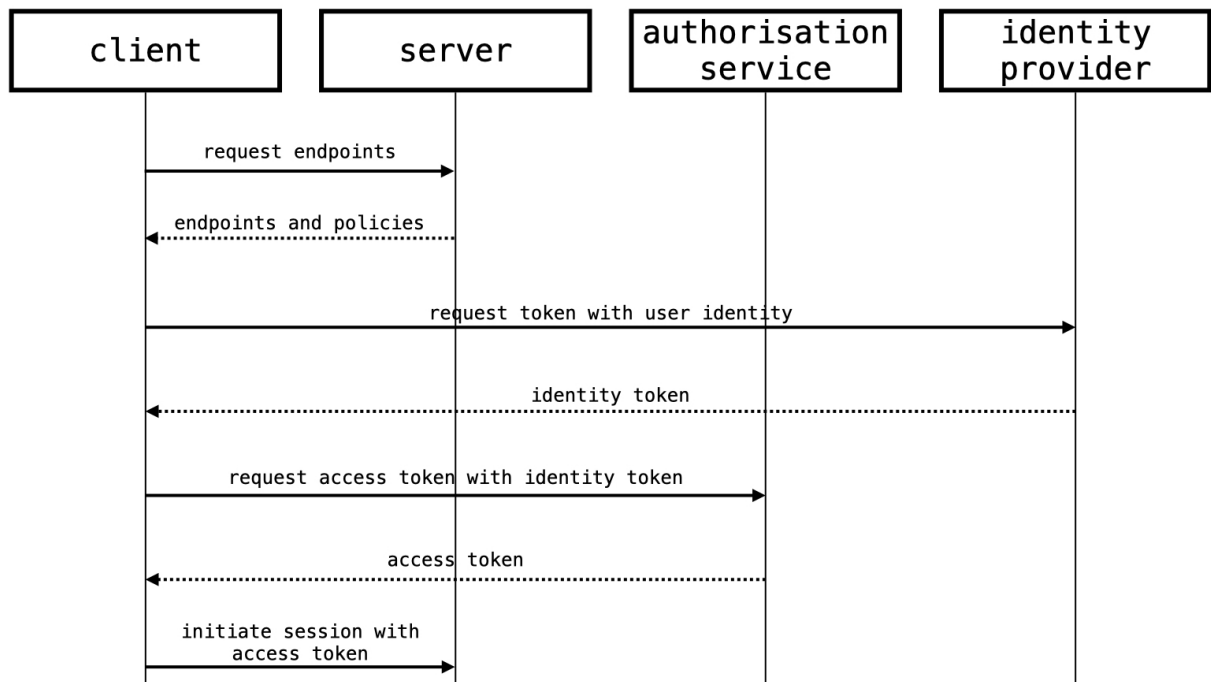 client
server
authorisation
service
identity
provider
request endpoints
endpoints and policies
request token with user identity
identity token
request access token with identity token
access token
initiate session with
access token